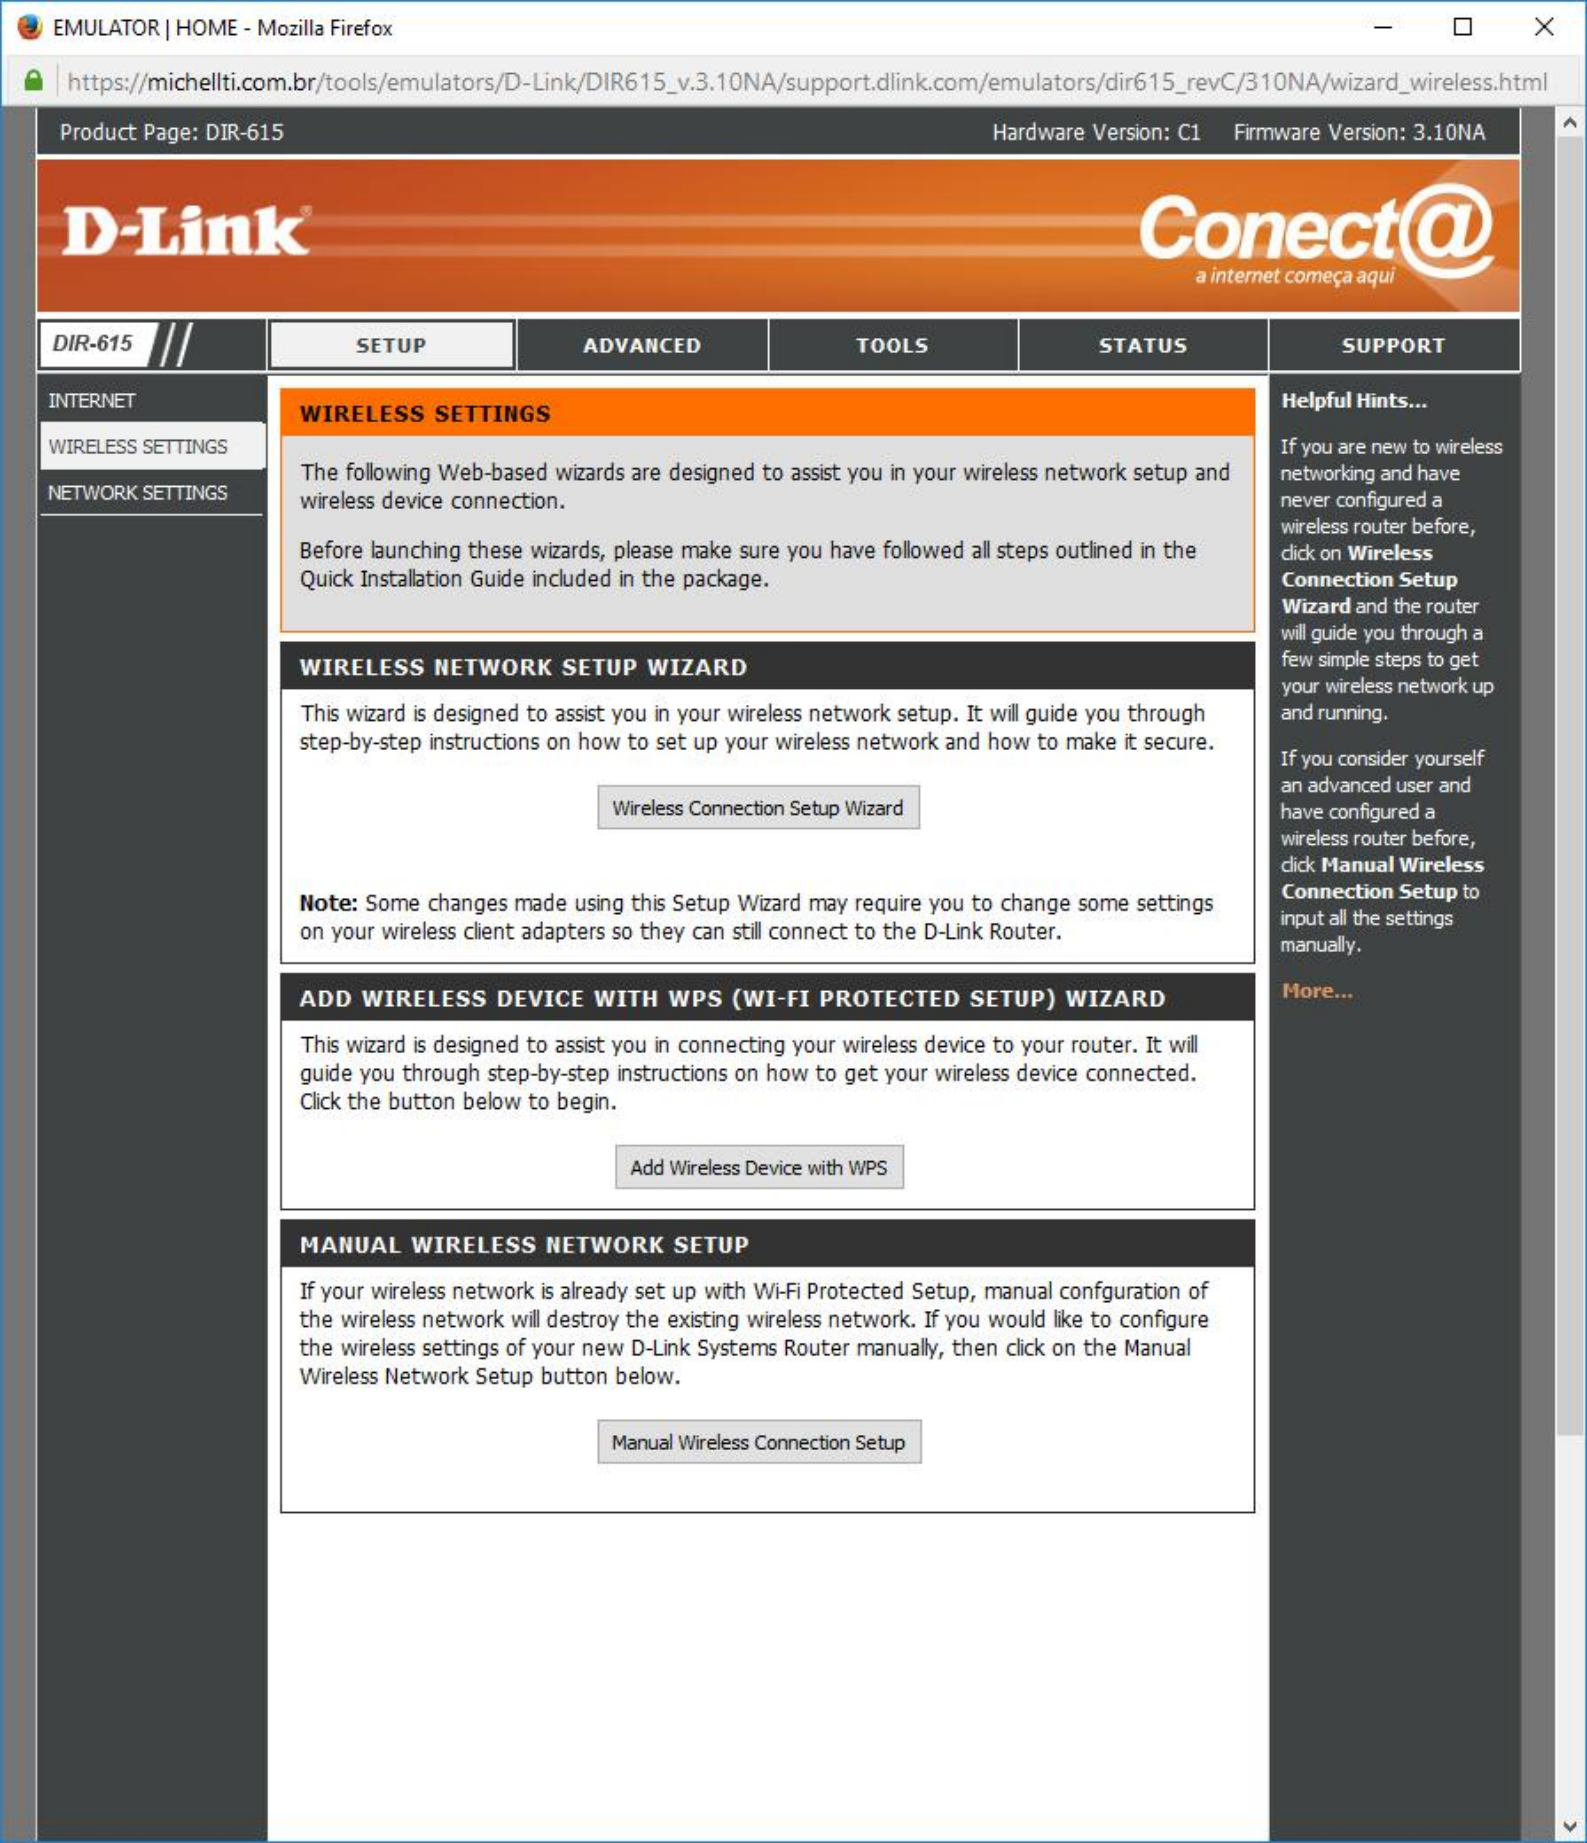 EMULATOR | HOME - Mozilla Firefox
https://michellti.com.br/tools/emulators/D-Link/DIR615_v.3.10NA/support.dlink.com/emulators/dir615_revC/310NA/wizard_wireless.html
Product Page: DIR-615
Hardware Version: C1 Firmware Version: 3.10NA
D-Link®
Conect@
a internet começa aqui
DIR-615
SETUP
ADVANCED
TOOLS
STATUS
SUPPORT
INTERNET
WIRELESS SETTINGS
NETWORK SETTINGS
WIRELESS SETTINGS
The following Web-based wizards are designed to assist you in your wireless network setup and
wireless device connection.
Before launching these wizards, please make sure you have followed all steps outlined in the
Quick Installation Guide included in the package.
WIRELESS NETWORK SETUP WIZARD
This wizard is designed to assist you in your wireless network setup. It will guide you through
step-by-step instructions on how to set up your wireless network and how to make it secure.
Wireless Connection Setup Wizard
Note: Some changes made using this Setup Wizard may require you to change some settings
on your wireless client adapters so they can still connect to the D-Link Router.
ADD WIRELESS DEVICE WITH WPS (WI-FI PROTECTED SETUP) WIZARD
This wizard is designed to assist you in connecting your wireless device to your router. It will
guide you through step-by-step instructions on how to get your wireless device connected.
Click the button below to begin.
Add Wireless Device with WPS
MANUAL WIRELESS NETWORK SETUP
If your wireless network is already set up with Wi-Fi Protected Setup, manual confguration of
the wireless network will destroy the existing wireless network. If you would like to configure
the wireless settings of your new D-Link Systems Router manually, then click on the Manual
Wireless Network Setup button below.
Manual Wireless Connection Setup
Helpful Hints...
If you are new to wireless
networking and have
never configured a
wireless router before,
click on Wireless
Connection Setup
Wizard and the router
will guide you through a
few simple steps to get
your wireless network up
and running.
If you consider yourself
an advanced user and
have configured a
wireless router before,
click Manual Wireless
Connection Setup to
input all the settings
manually.
More...